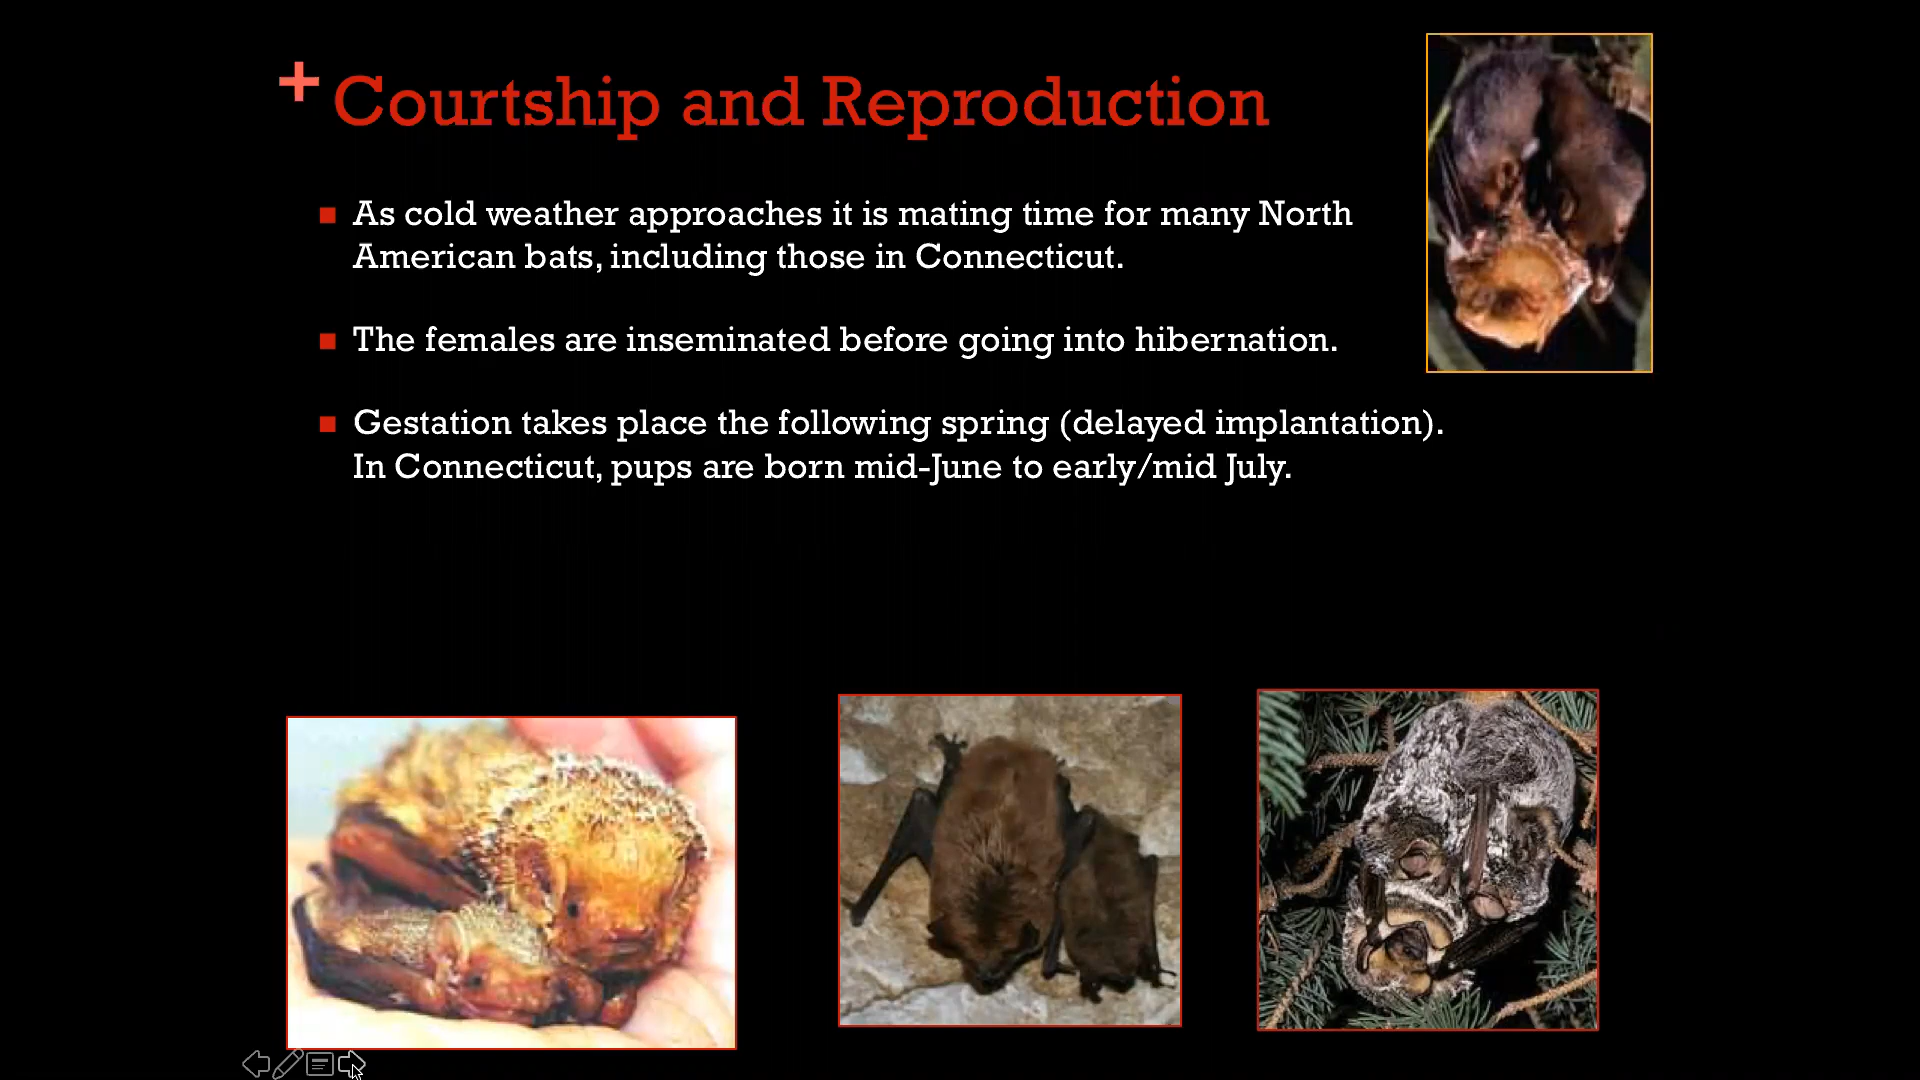 + Courtship and Reproduction
■ As cold weather approaches it is mating time for many North
American bats, including those in Connecticut.
■ The females are inseminated before going into hibernation.
■ Gestation takes place the following spring (delayed implantation).
In Connecticut, pups are born mid-June to early/mid July.